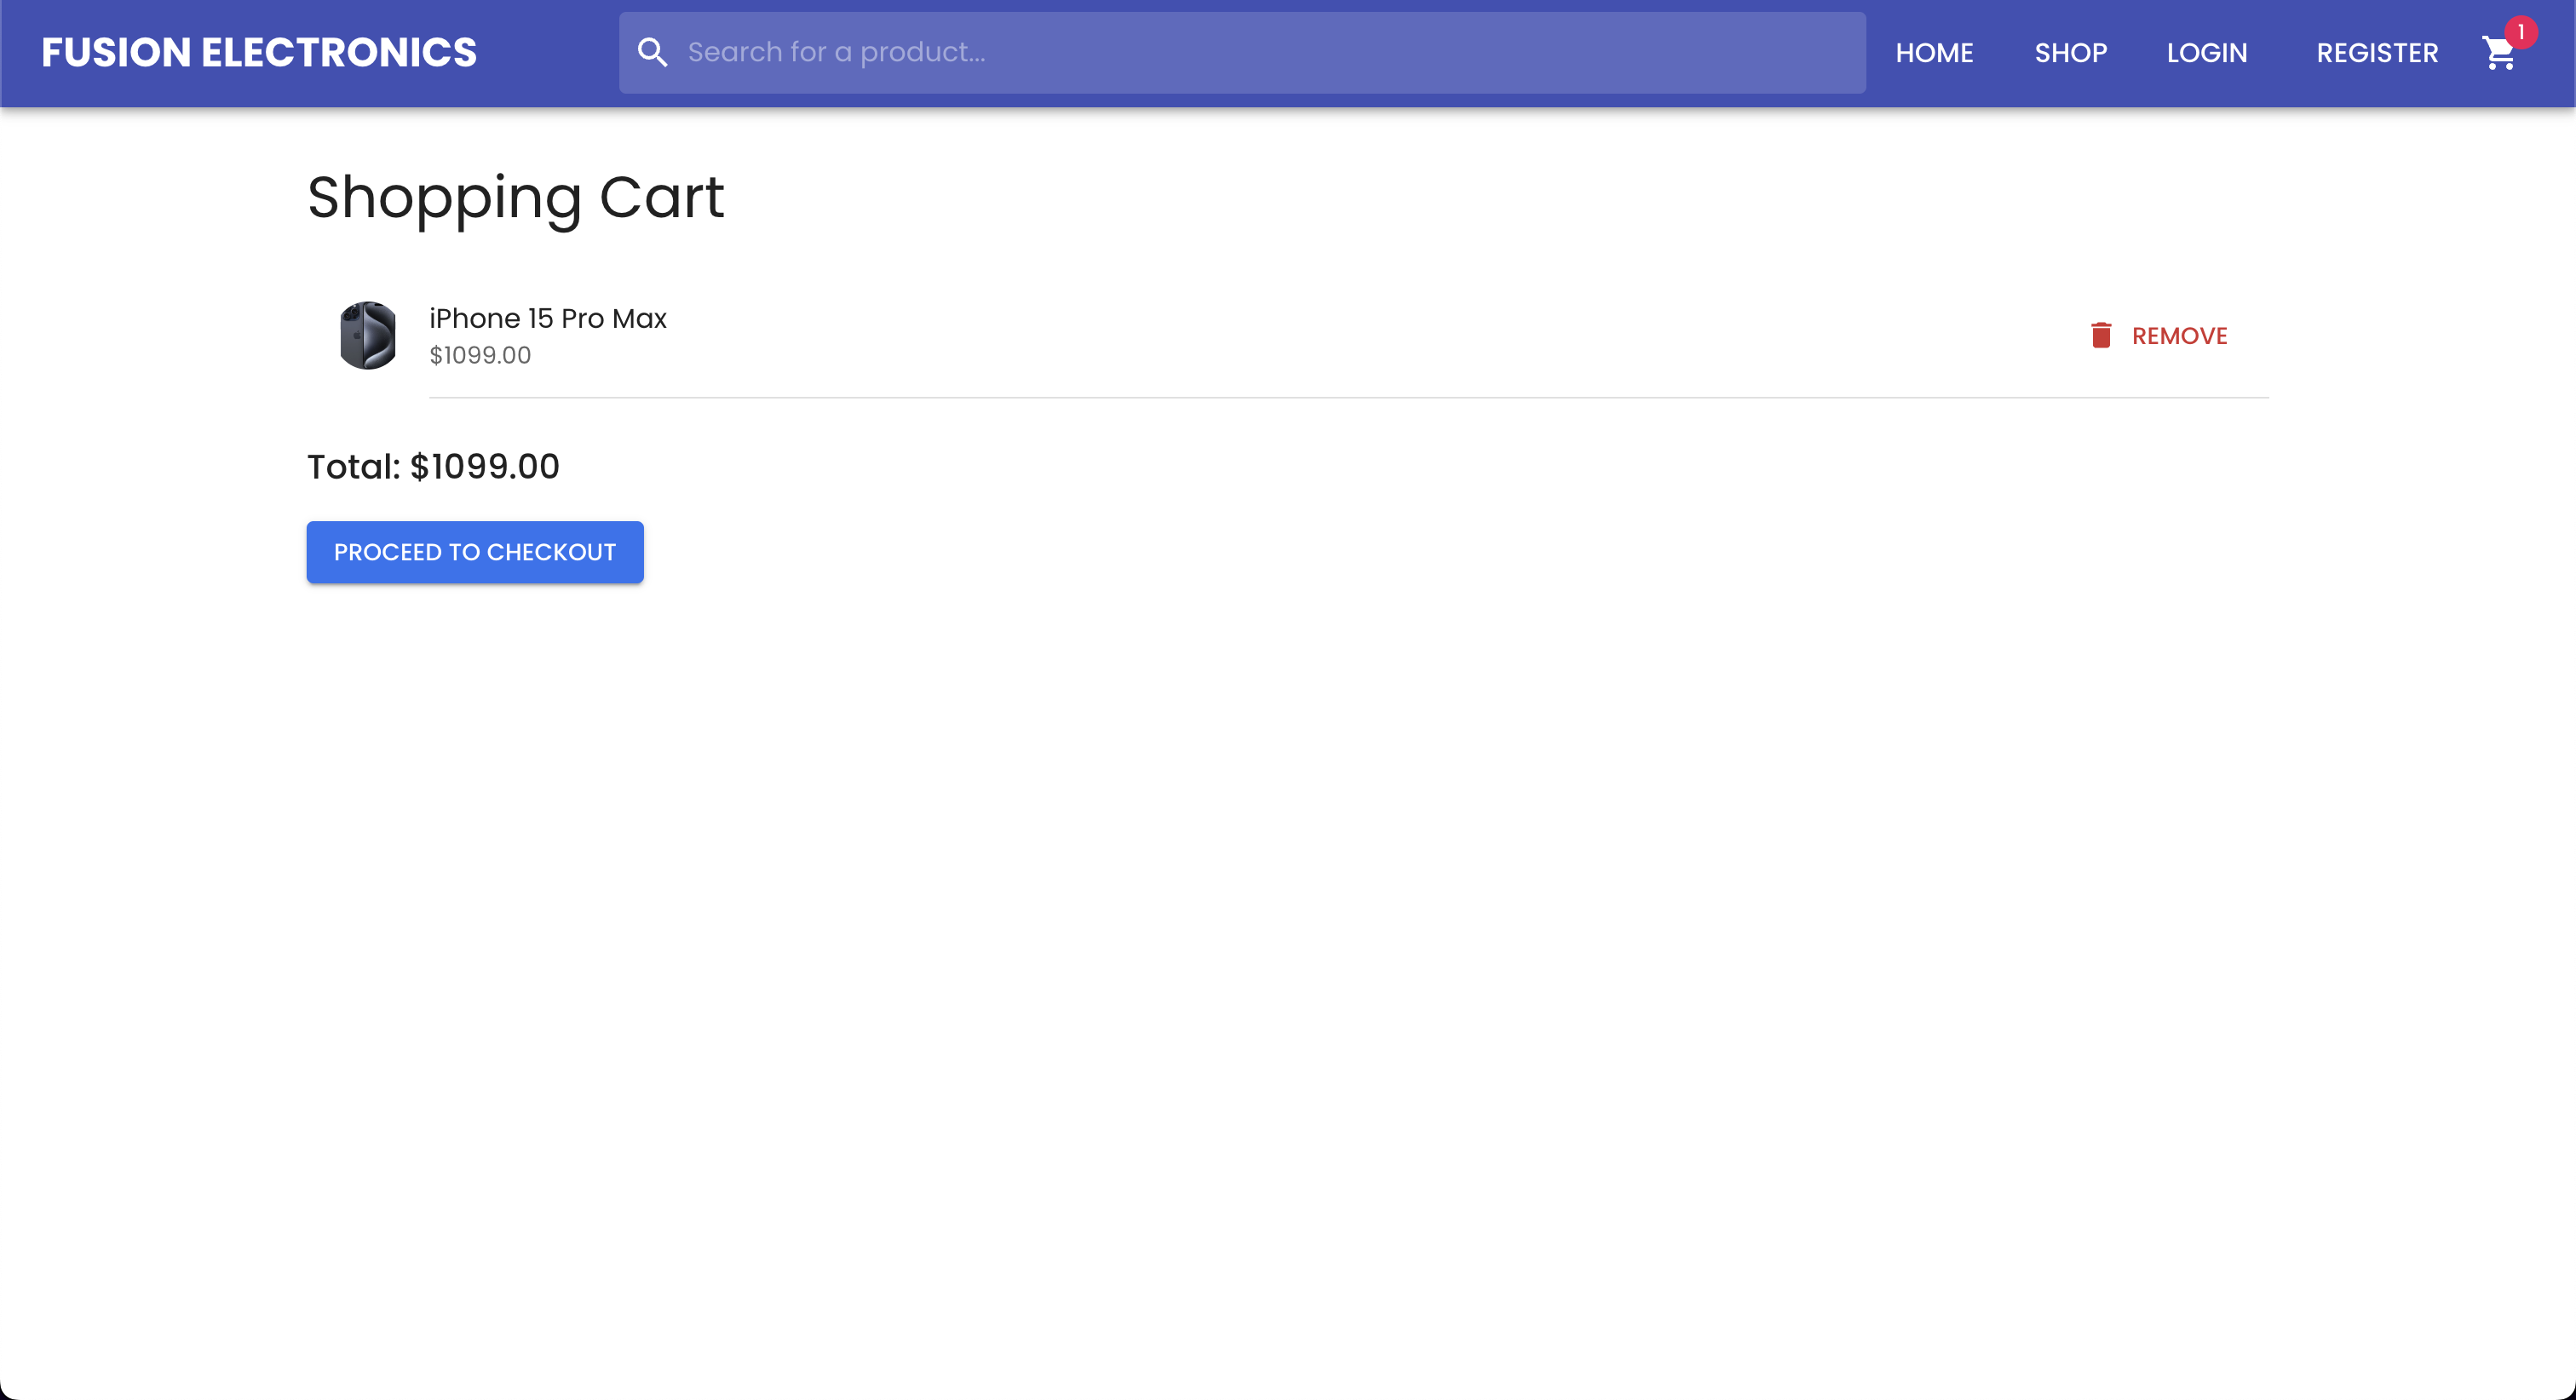 FUSION ELECTRONICS
Search for a product...
HOME
SHOP
LOGIN
REGISTER
1
Shopping Cart
iPhone 15 Pro Max
$1099.00
REMOVE
Total: $1099.00
PROCEED TO CHECKOUT